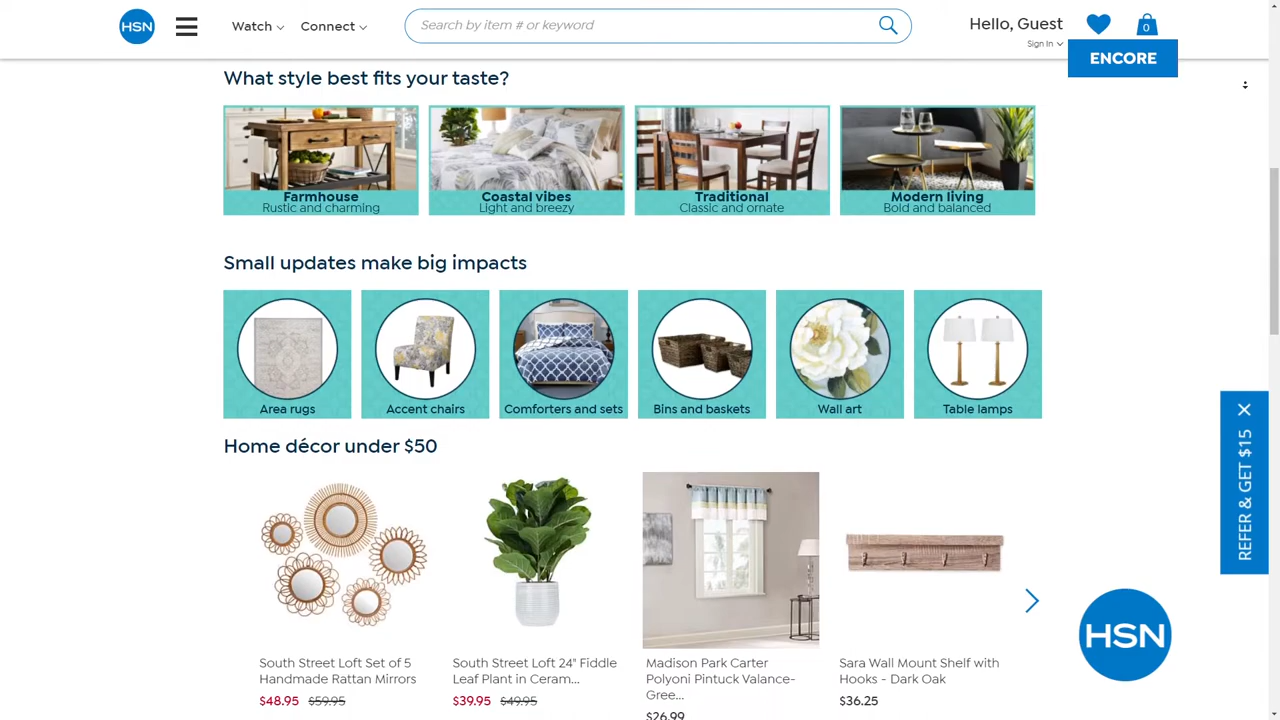 HSN
Watch
Connect
Search by item # or keyword
Hello, Guest
Sign In
0
ENCORE
What style best fits your taste?
Farmhouse
Rustic and charming
Coastal vibes
Light and breezy
Traditional
Classic and ornate
Modern living
Bold and balanced
Small updates make big impacts
Area rugs
Accent chairs
Comforters and sets
Bins and baskets
Wall art
Table lamps
REFER & GET $15
Home décor under $50
South Street Loft Set of 5
Handmade Rattan Mirrors
$48.95 $59.95
South Street Loft 24" Fiddle
Leaf Plant in Ceram...
$39.95 $49.95
Madison Park Carter
Polyoni Pintuck Valance-
Gree...
$26.99
Sara Wall Mount Shelf with
Hooks - Dark Oak
$36.25
HSN